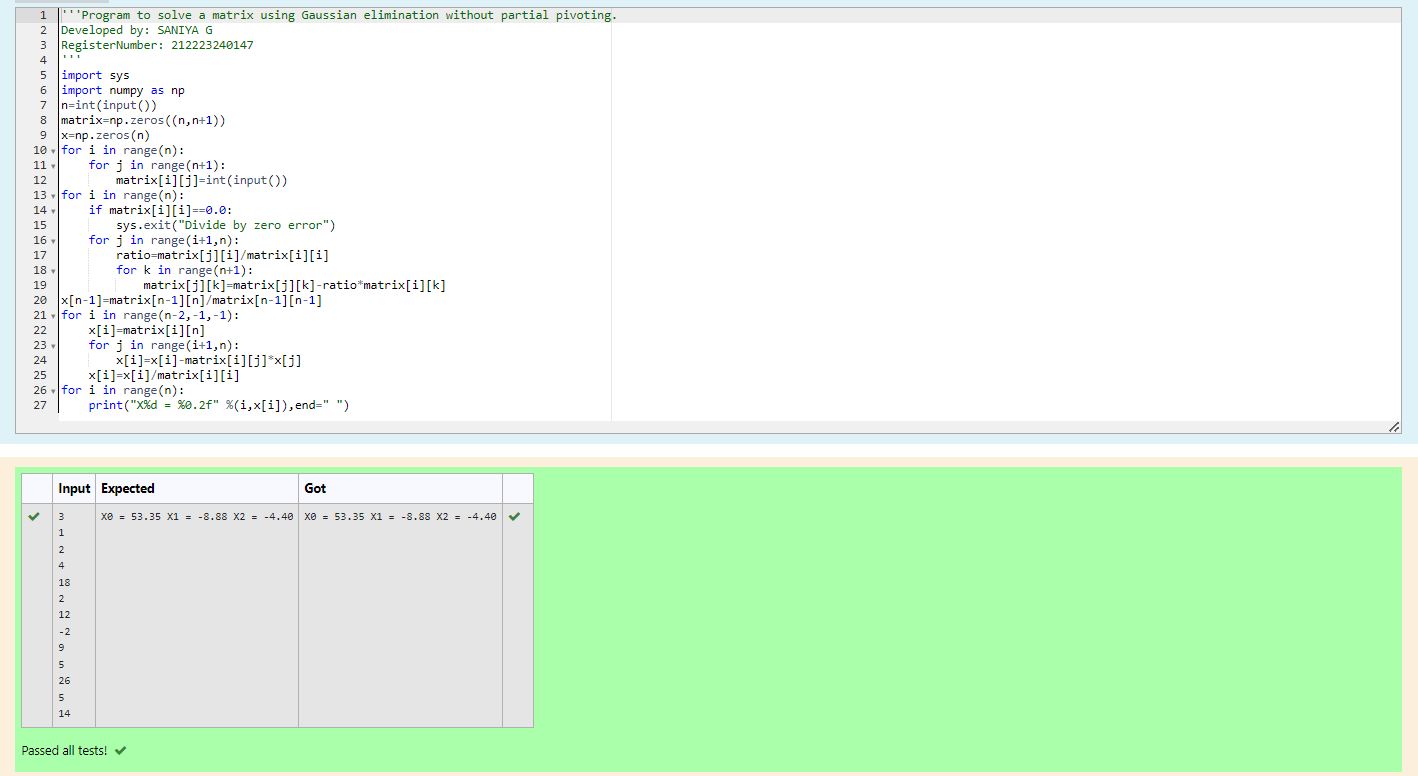 1 '''Program to solve a matrix using Gaussian elimination without partial pivoting.
2 Developed by: SANIYA G
3 RegisterNumber: 212223240147
4 '''
5 import sys
6 import numpy as np
7 n=int(input())
8 matrix=np.zeros((n,n+1))
9 x=np.zeros(n)
10 for i in range(n):
11     for j in range(n+1):
12         matrix[i][j]=int(input())
13 for i in range(n):
14     if matrix[i][i]==0.0:
15         sys.exit("Divide by zero error")
16     for j in range(i+1,n):
17         ratio=matrix[j][i]/matrix[i][i]
18         for k in range(n+1):
19             matrix[j][k]=matrix[j][k]-ratio*matrix[i][k]
20 x[n-1]=matrix[n-1][n]/matrix[n-1][n-1]
21 for i in range(n-2,-1,-1):
22     x[i]=matrix[i][n]
23     for j in range(i+1,n):
24         x[i]=x[i]-matrix[i][j]*x[j]
25     x[i]=x[i]/matrix[i][i]
26 for i in range(n):
27     print("X%d = %0.2f" %(i,x[i]),end=" ")
Input Expected Got
3 X0 = 53.35 X1 = -8.88 X2 = -4.40 X0 = 53.35 X1 = -8.88 X2 = -4.40
1
2
4
18
2
12
-2
9
5
26
5
14
Passed all tests!